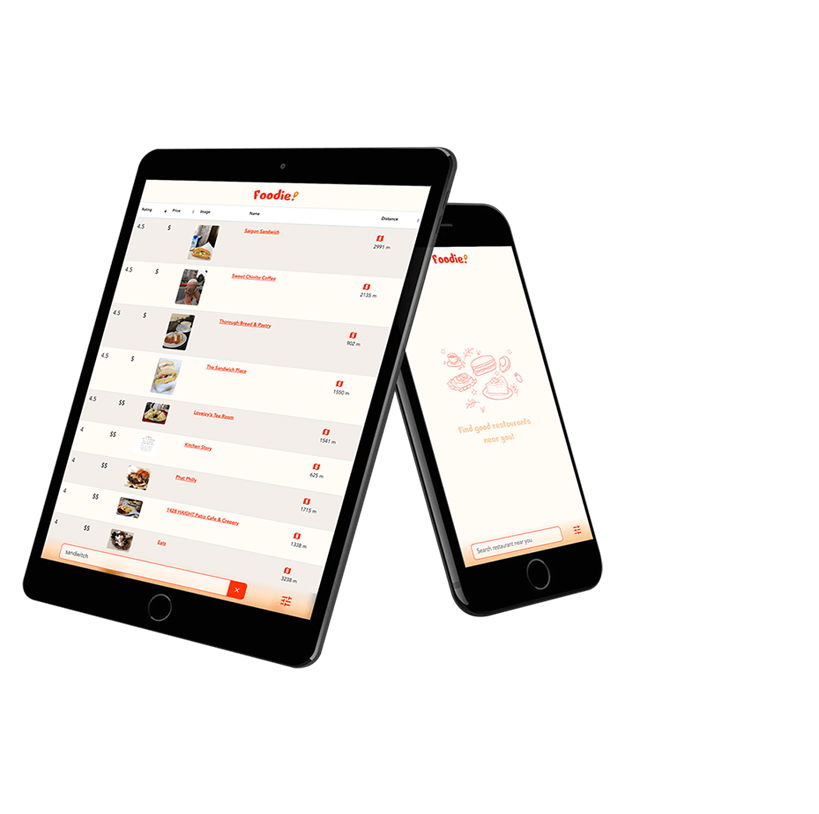 Foodie!
Rating Price Image Name Distance
4.5 $ Saigon Sandwich 2991 m
4.5 $ Sweet Chinito Coffee 2135 m
4.5 $ Thorough Bread & Pastry 902 m
4.5 $ The Sandwich Place 1550 m
4.5 $$ Lovejoy's Tea Room 1541 m
4 $$ Kitchen Story 625 m
4 $$ Phat Philly 1715 m
4 $$ 1428 HAIGHT Patio Cafe & Crepery 1338 m
4 $$ Eats 3238 m
sandwitch
Foodie!
Find good restaurants
near you!
Search restaurant near you